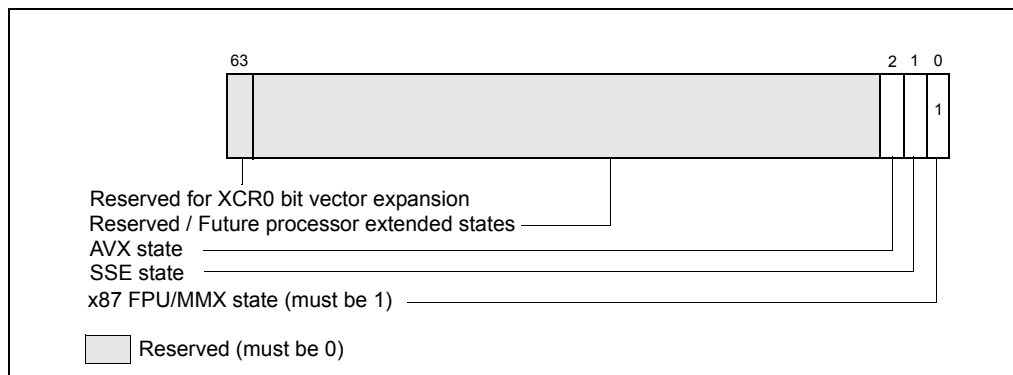 63 2 1 0
1
Reserved for XCR0 bit vector expansion
Reserved / Future processor extended states
AVX state
SSE state
x87 FPU/MMX state (must be 1)
Reserved (must be 0)